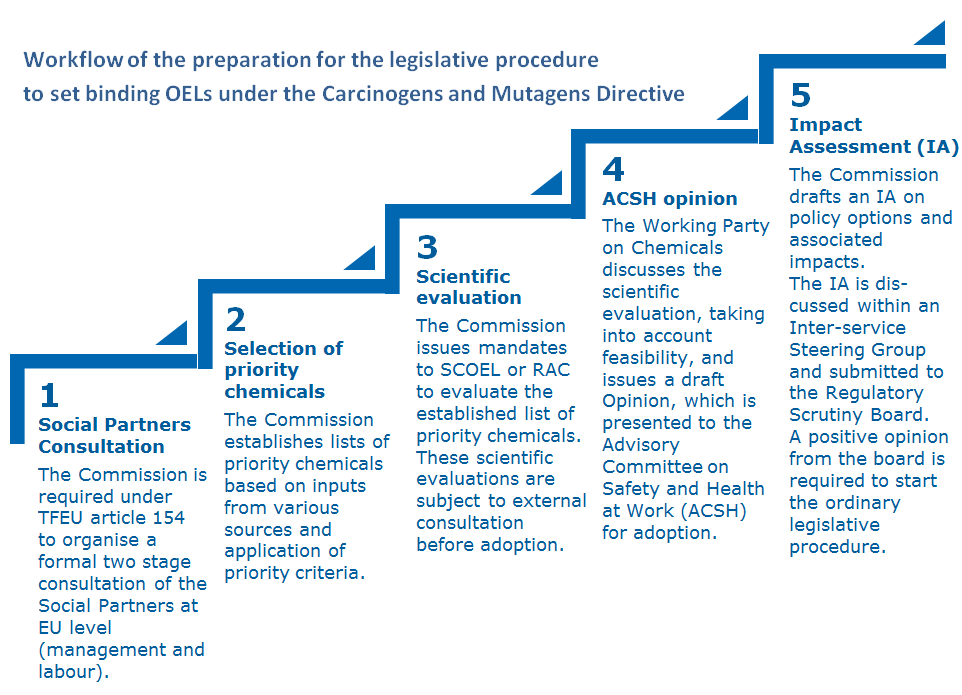 Workflow of the preparation for the legislative procedure
to set binding OELs under the Carcinogens and Mutagens Directive
1
Social Partners
Consultation
The Commission is
required under
TFEU article 154
to organise a
formal two stage
consultation of the
Social Partners at
EU level
(management and
labour).
2
Selection of
priority
chemicals
The Commission
establishes lists of
priority chemicals
based on inputs
from various
sources and
application of
priority criteria.
3
Scientific
evaluation
The Commission
issues mandates
to SCOEL or RAC
to evaluate the
established list of
priority chemicals.
These scientific
evaluations are
subject to external
consultation
before adoption.
4
ACSH opinion
The Working Party
on Chemicals
discusses the
scientific
evaluation, taking
into account
feasibility, and
issues a draft
Opinion, which is
presented to the
Advisory
Committee on
Safety and Health
at Work (ACSH)
for adoption.
5
Impact
Assessment (IA)
The Commission
drafts an IA on
policy options and
associated
impacts.
The IA is dis-
cussed within an
Inter-service
Steering Group
and submitted to
the Regulatory
Scrutiny Board.
A positive opinion
from the board is
required to start
the ordinary
legislative
procedure.